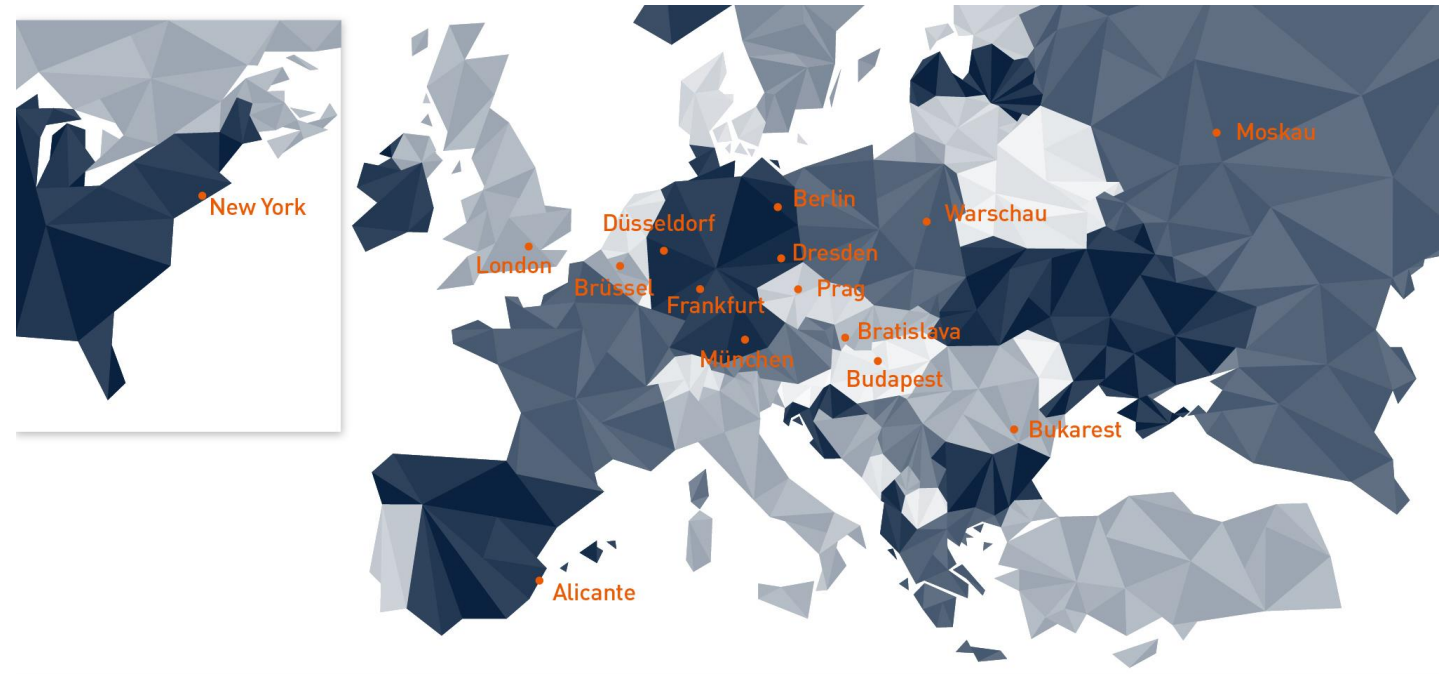 Moskau
New York
Berlin
Warschau
Düsseldorf
Dresden
London
Brüssel
Prag
Frankfurt
Bratislava
München
Budapest
Bukarest
Alicante